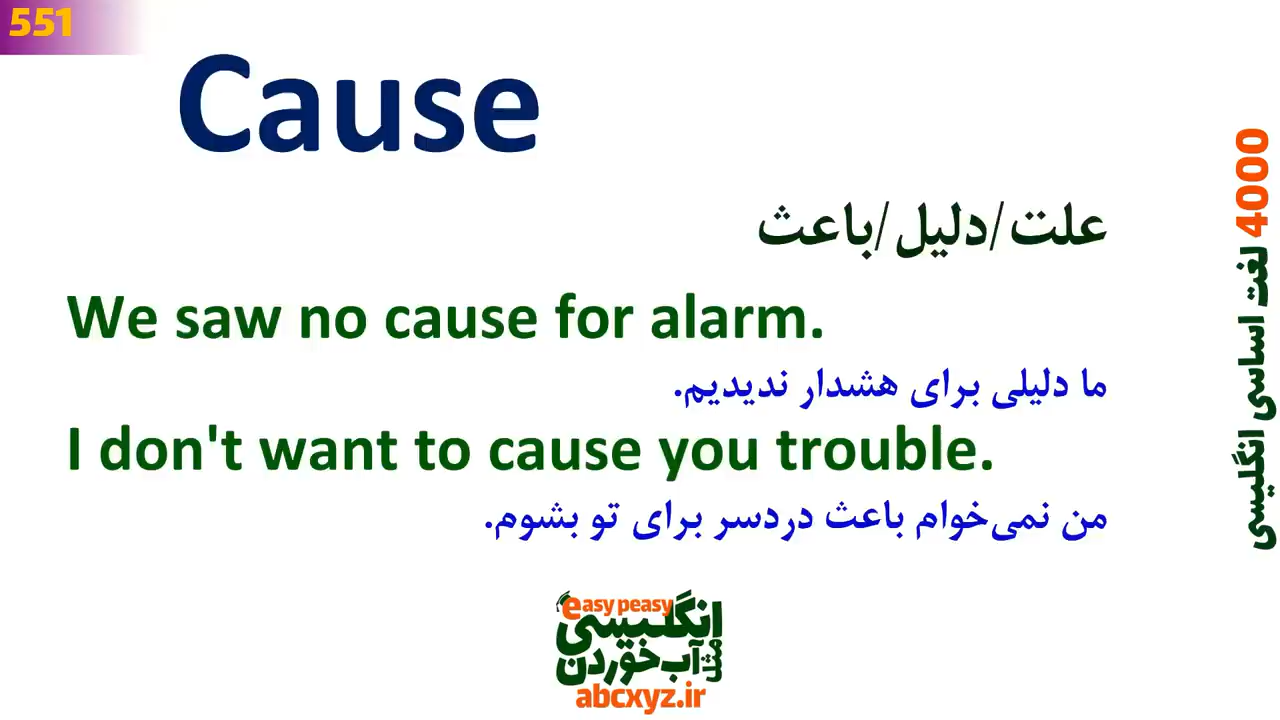 551
Cause
علت/دلیل/باعث
We saw no cause for alarm.
ما دلیلی برای هشدار ندیدیم.
I don't want to cause you trouble.
من نمی‌خوام باعث دردسر برای تو بشوم.
4000 لغت اساسی انگلیسی
easy peasy
انگلیسی
مثل آب خوردن
abcxyz.ir